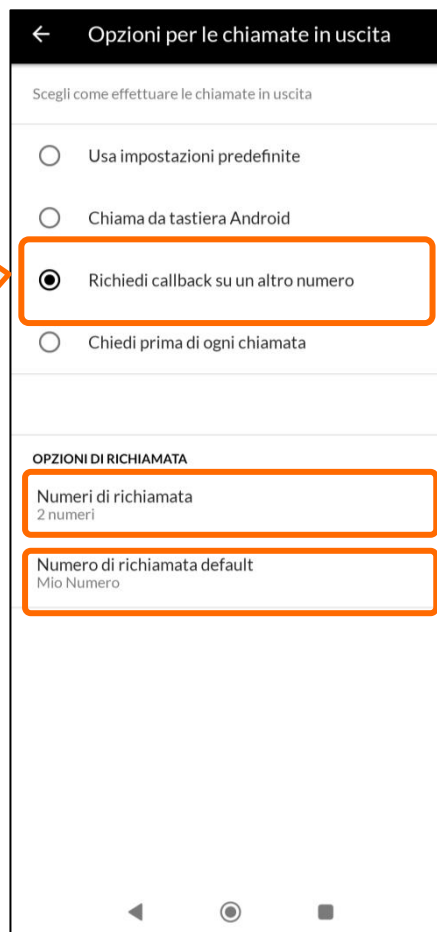 Opzioni per le chiamate in uscita
Scegli come effettuare le chiamate in uscita
Usa impostazioni predefinite
Chiama da tastiera Android
Richiedi callback su un altro numero
Chiedi prima di ogni chiamata
OPZIONI DI RICHIAMATA
Numeri di richiamata
2 numeri
Numero di richiamata default
Mio Numero